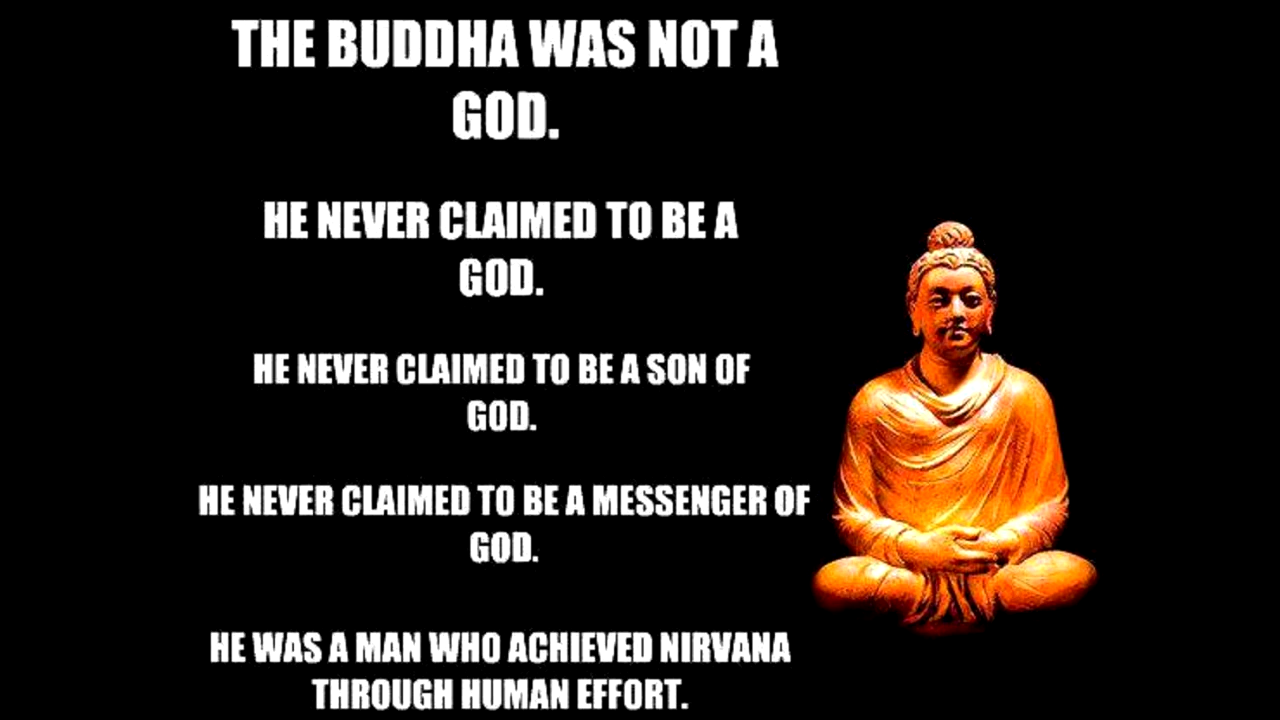 THE BUDDHA WAS NOT A
GOD.
HE NEVER CLAIMED TO BE A
GOD.
HE NEVER CLAIMED TO BE A SON OF
GOD.
HE NEVER CLAIMED TO BE A MESSENGER OF
GOD.
HE WAS A MAN WHO ACHIEVED NIRVANA
THROUGH HUMAN EFFORT.